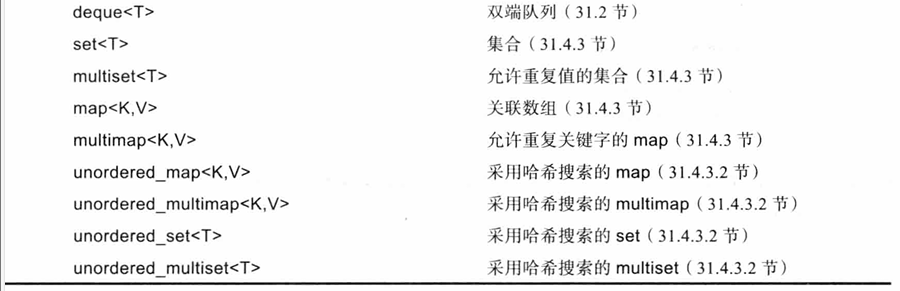 deque<T> 双端队列（31.2 节）
set<T> 集合（31.4.3 节）
multiset<T> 允许重复值的集合（31.4.3 节）
map<K,V> 关联数组（31.4.3 节）
multimap<K,V> 允许重复关键字的 map（31.4.3 节）
unordered_map<K,V> 采用哈希搜索的 map（31.4.3.2 节）
unordered_multimap<K,V> 采用哈希搜索的 multimap（31.4.3.2 节）
unordered_set<T> 采用哈希搜索的 set（31.4.3.2 节）
unordered_multiset<T> 采用哈希搜索的 multiset（31.4.3.2 节）